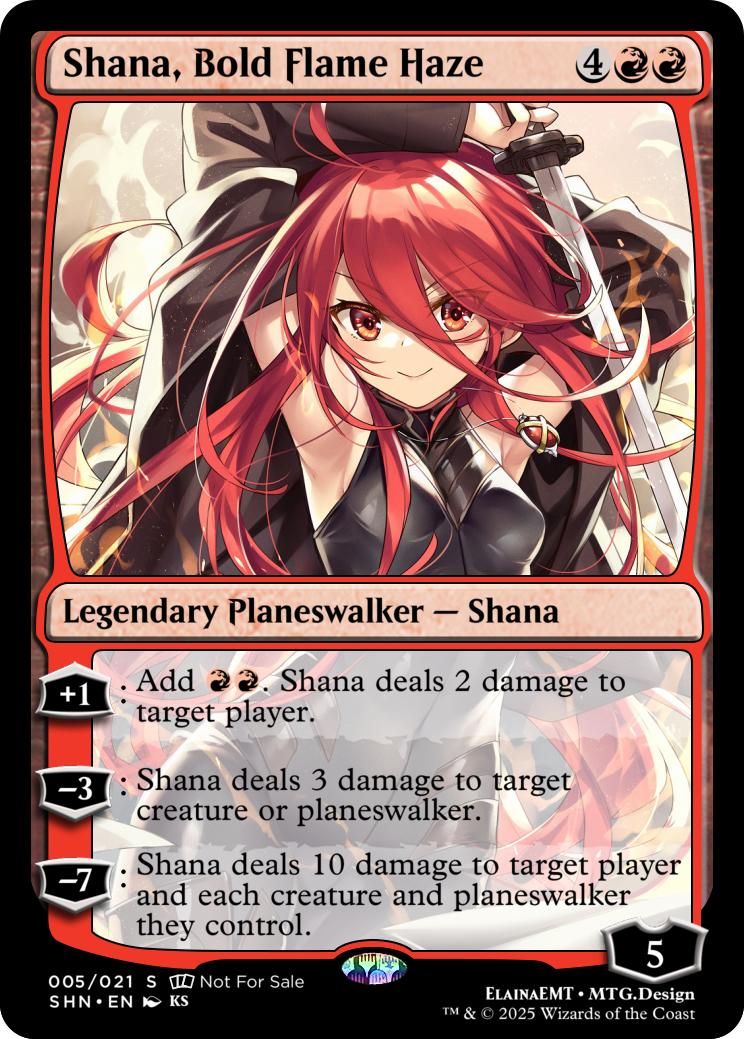 Shana, Bold Flame Haze 4
Legendary Planeswalker — Shana
+1 : Add . Shana deals 2 damage to
target player.
−3 : Shana deals 3 damage to target
creature or planeswalker.
−7 : Shana deals 10 damage to target player
and each creature and planeswalker
they control.
5
005/021 S Not For Sale
SHN • EN KS
ElainaEMT • MTG.Design
™ & © 2025 Wizards of the Coast